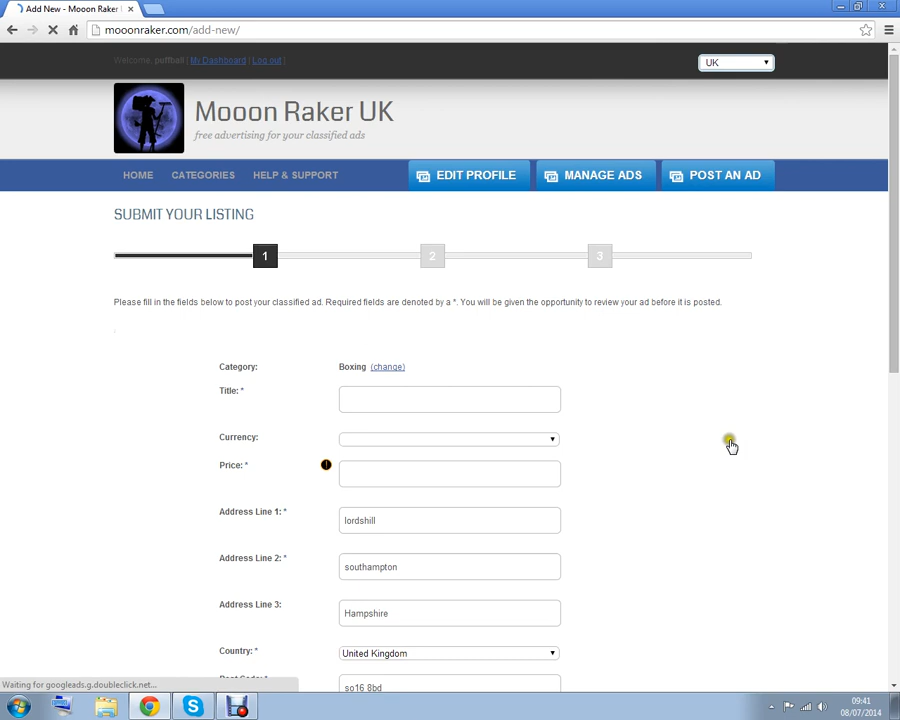 Add New - Mooon Raker
mooonraker.com/add-new/
Welcome, puffball [ My Dashboard | Log out ]
UK
Mooon Raker UK
free advertising for your classified ads
HOME CATEGORIES HELP & SUPPORT EDIT PROFILE MANAGE ADS POST AN AD
SUBMIT YOUR LISTING
1 2 3
Please fill in the fields below to post your classified ad. Required fields are denoted by a *. You will be given the opportunity to review your ad before it is posted.
Category: Boxing (change)
Title: *
Currency:
Price: *
Address Line 1: * lordshill
Address Line 2: * southampton
Address Line 3: Hampshire
Country: * United Kingdom
Post Code: * so16 8bd
Waiting for googleads.g.doubleclick.net...
09:41
08/07/2014